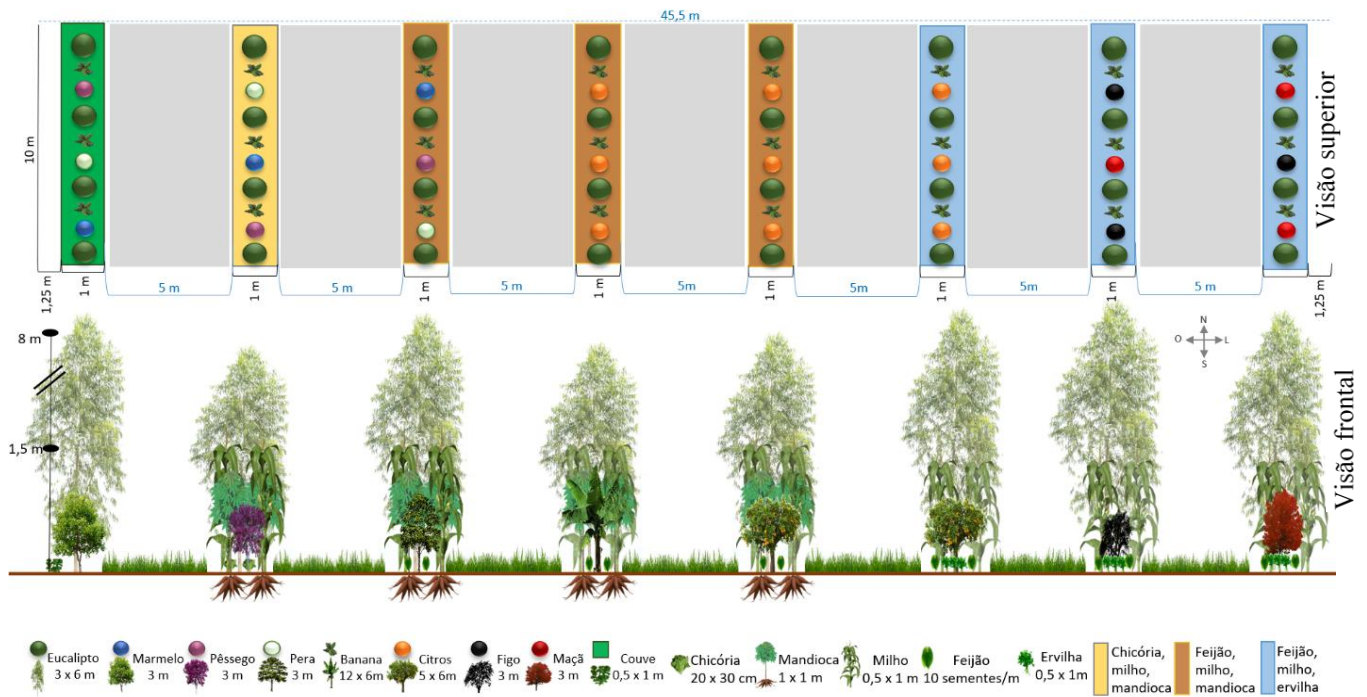 45,5 m
10 m
Visão superior
1,25 m
1 m
5 m
1 m
5 m
1 m
5 m
1 m
5m
1 m
5 m
1 m
5m
1 m
5 m
1,25 m
8 m
1,5 m
N
O
L
S
Visão frontal
Eucalipto
3 x 6 m
Marmelo
3 m
Pêssego
3 m
Pera
3 m
Banana
12 x 6m
Citros
5 x 6m
Figo
3 m
Maçã
3 m
Couve
0,5 x 1 m
Chicória
20 x 30 cm
Mandioca
1 x 1 m
Milho
0,5 x 1 m
Feijão
10 sementes/m
Ervilha
0,5 x 1m
Chicória,
milho,
mandioca
Feijão,
milho,
mandioca
Feijão,
milho,
ervilha